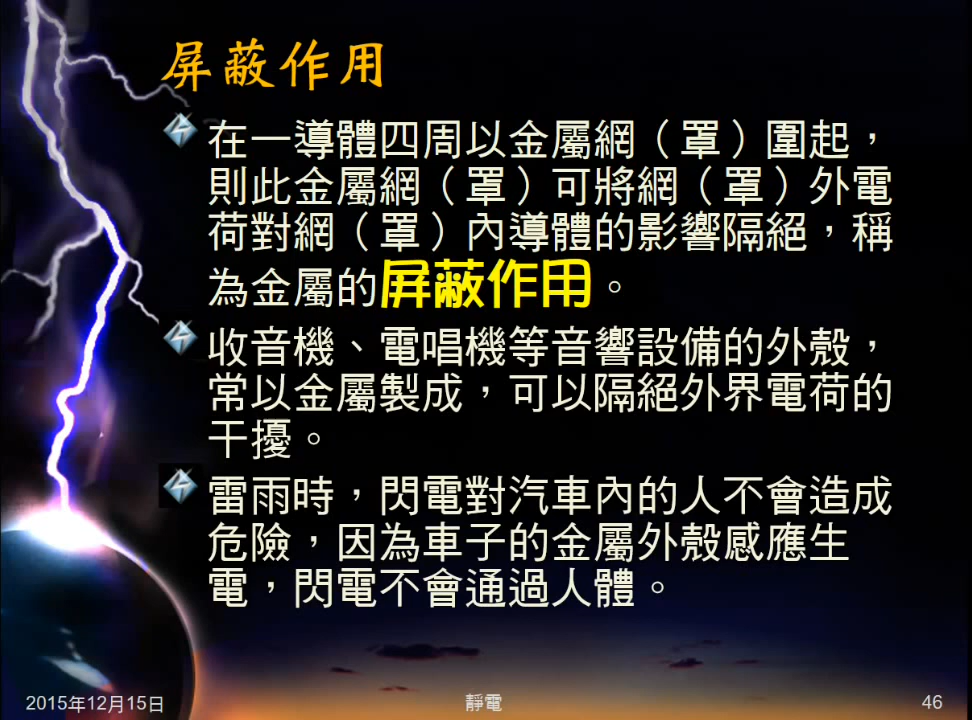 屏蔽作用
在一導體四周以金屬網（罩）圍起，
則此金屬網（罩）可將網（罩）外電
荷對網（罩）內導體的影響隔絕，稱
為金屬的屏蔽作用。
收音機、電唱機等音響設備的外殼，
常以金屬製成，可以隔絕外界電荷的
干擾。
雷雨時，閃電對汽車內的人不會造成
危險，因為車子的金屬外殼感應生
電，閃電不會通過人體。
2015年12月15日
靜電
46